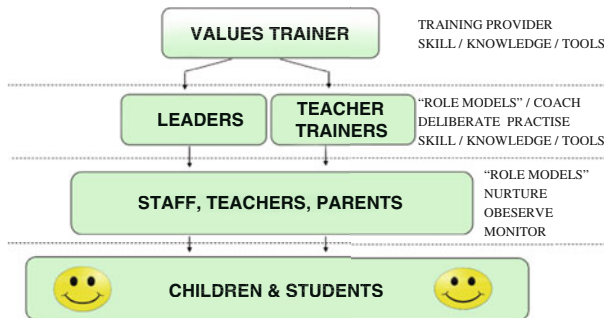 VALUES TRAINER
TRAINING PROVIDER
SKILL / KNOWLEDGE / TOOLS
LEADERS
TEACHER
TRAINERS
“ROLE MODELS” / COACH
DELIBERATE PRACTISE
SKILL / KNOWLEDGE / TOOLS
STAFF, TEACHERS, PARENTS
“ROLE MODELS”
NURTURE
OBESERVE
MONITOR
CHILDREN & STUDENTS